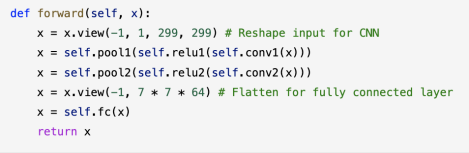 def forward(self, x):
    x = x.view(-1, 1, 299, 299) # Reshape input for CNN
    x = self.pool1(self.relu1(self.conv1(x)))
    x = self.pool2(self.relu2(self.conv2(x)))
    x = x.view(-1, 7 * 7 * 64) # Flatten for fully connected layer
    x = self.fc(x)
    return x